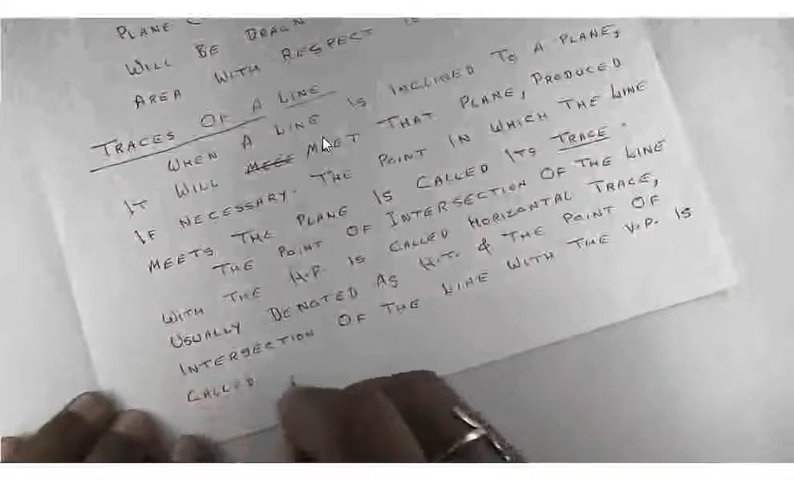 PLANE
WILL BE DRAWN
AREA WITH RESPECT
TRACES OF A LINE
WHEN A LINE IS INCLINED TO A PLANE,
IT WILL MEET THAT PLANE, PRODUCED
IF NECESSARY. THE POINT IN WHICH THE LINE
MEETS THE PLANE IS CALLED ITS TRACE.
THE POINT OF INTERSECTION OF THE LINE
WITH THE H.P. IS CALLED HORIZONTAL TRACE,
USUALLY DENOTED AS H.T. & THE POINT OF
INTERSECTION OF THE LINE WITH THE V.P. IS
CALLED